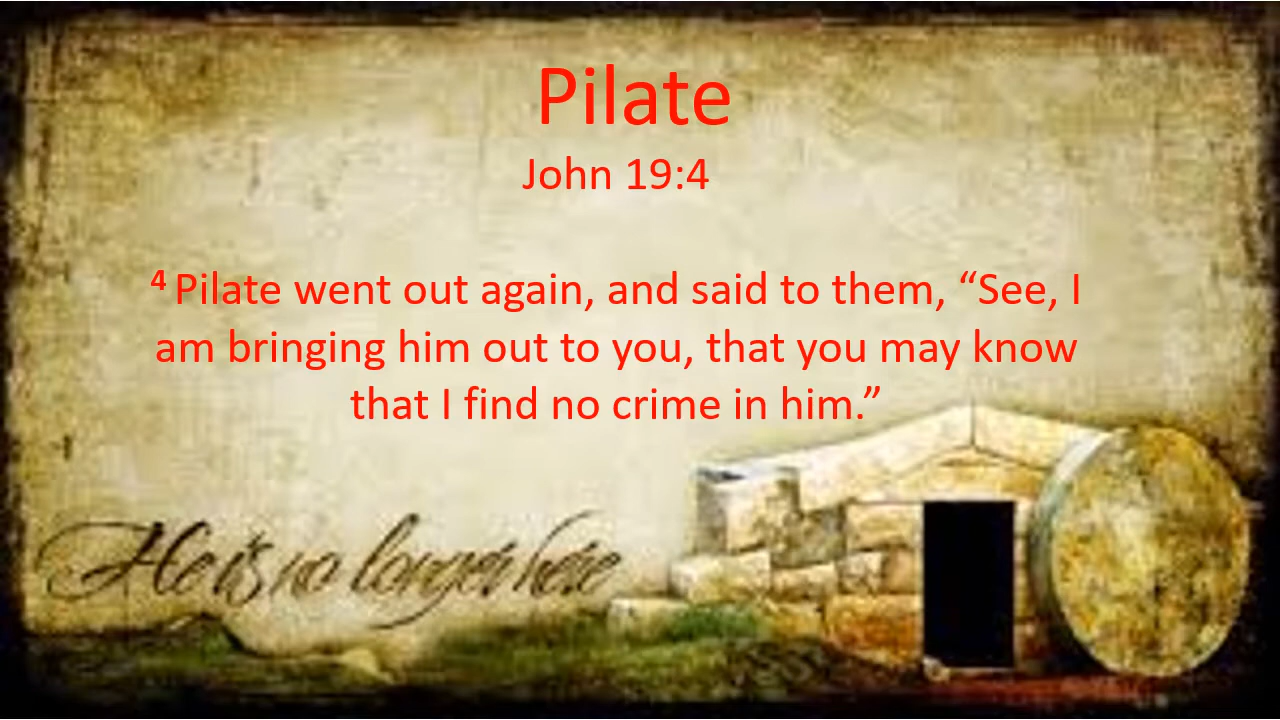 Pilate
John 19:4
4 Pilate went out again, and said to them, “See, I
am bringing him out to you, that you may know
that I find no crime in him.”
He is no longer here